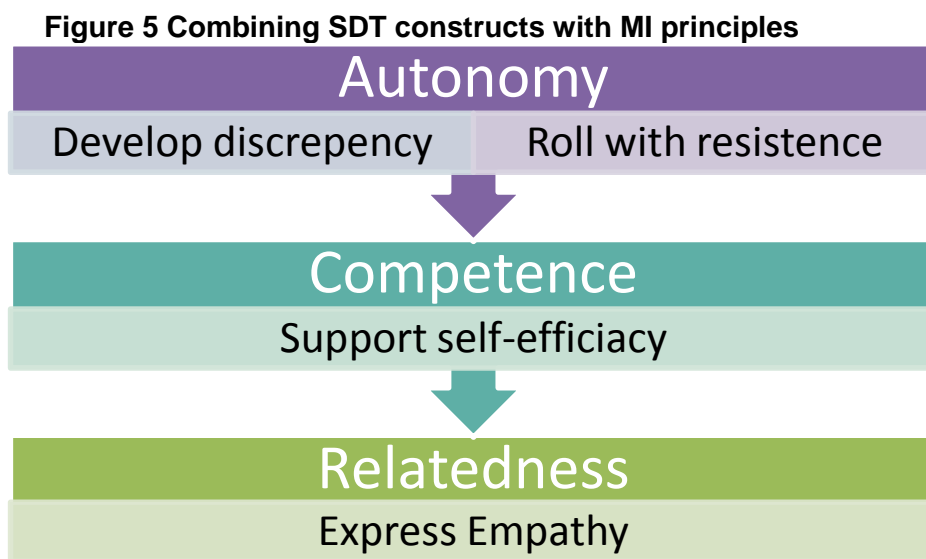 Figure 5 Combining SDT constructs with MI principles
Autonomy
Develop discrepency
Roll with resistence
Competence
Support self-efficiacy
Relatedness
Express Empathy